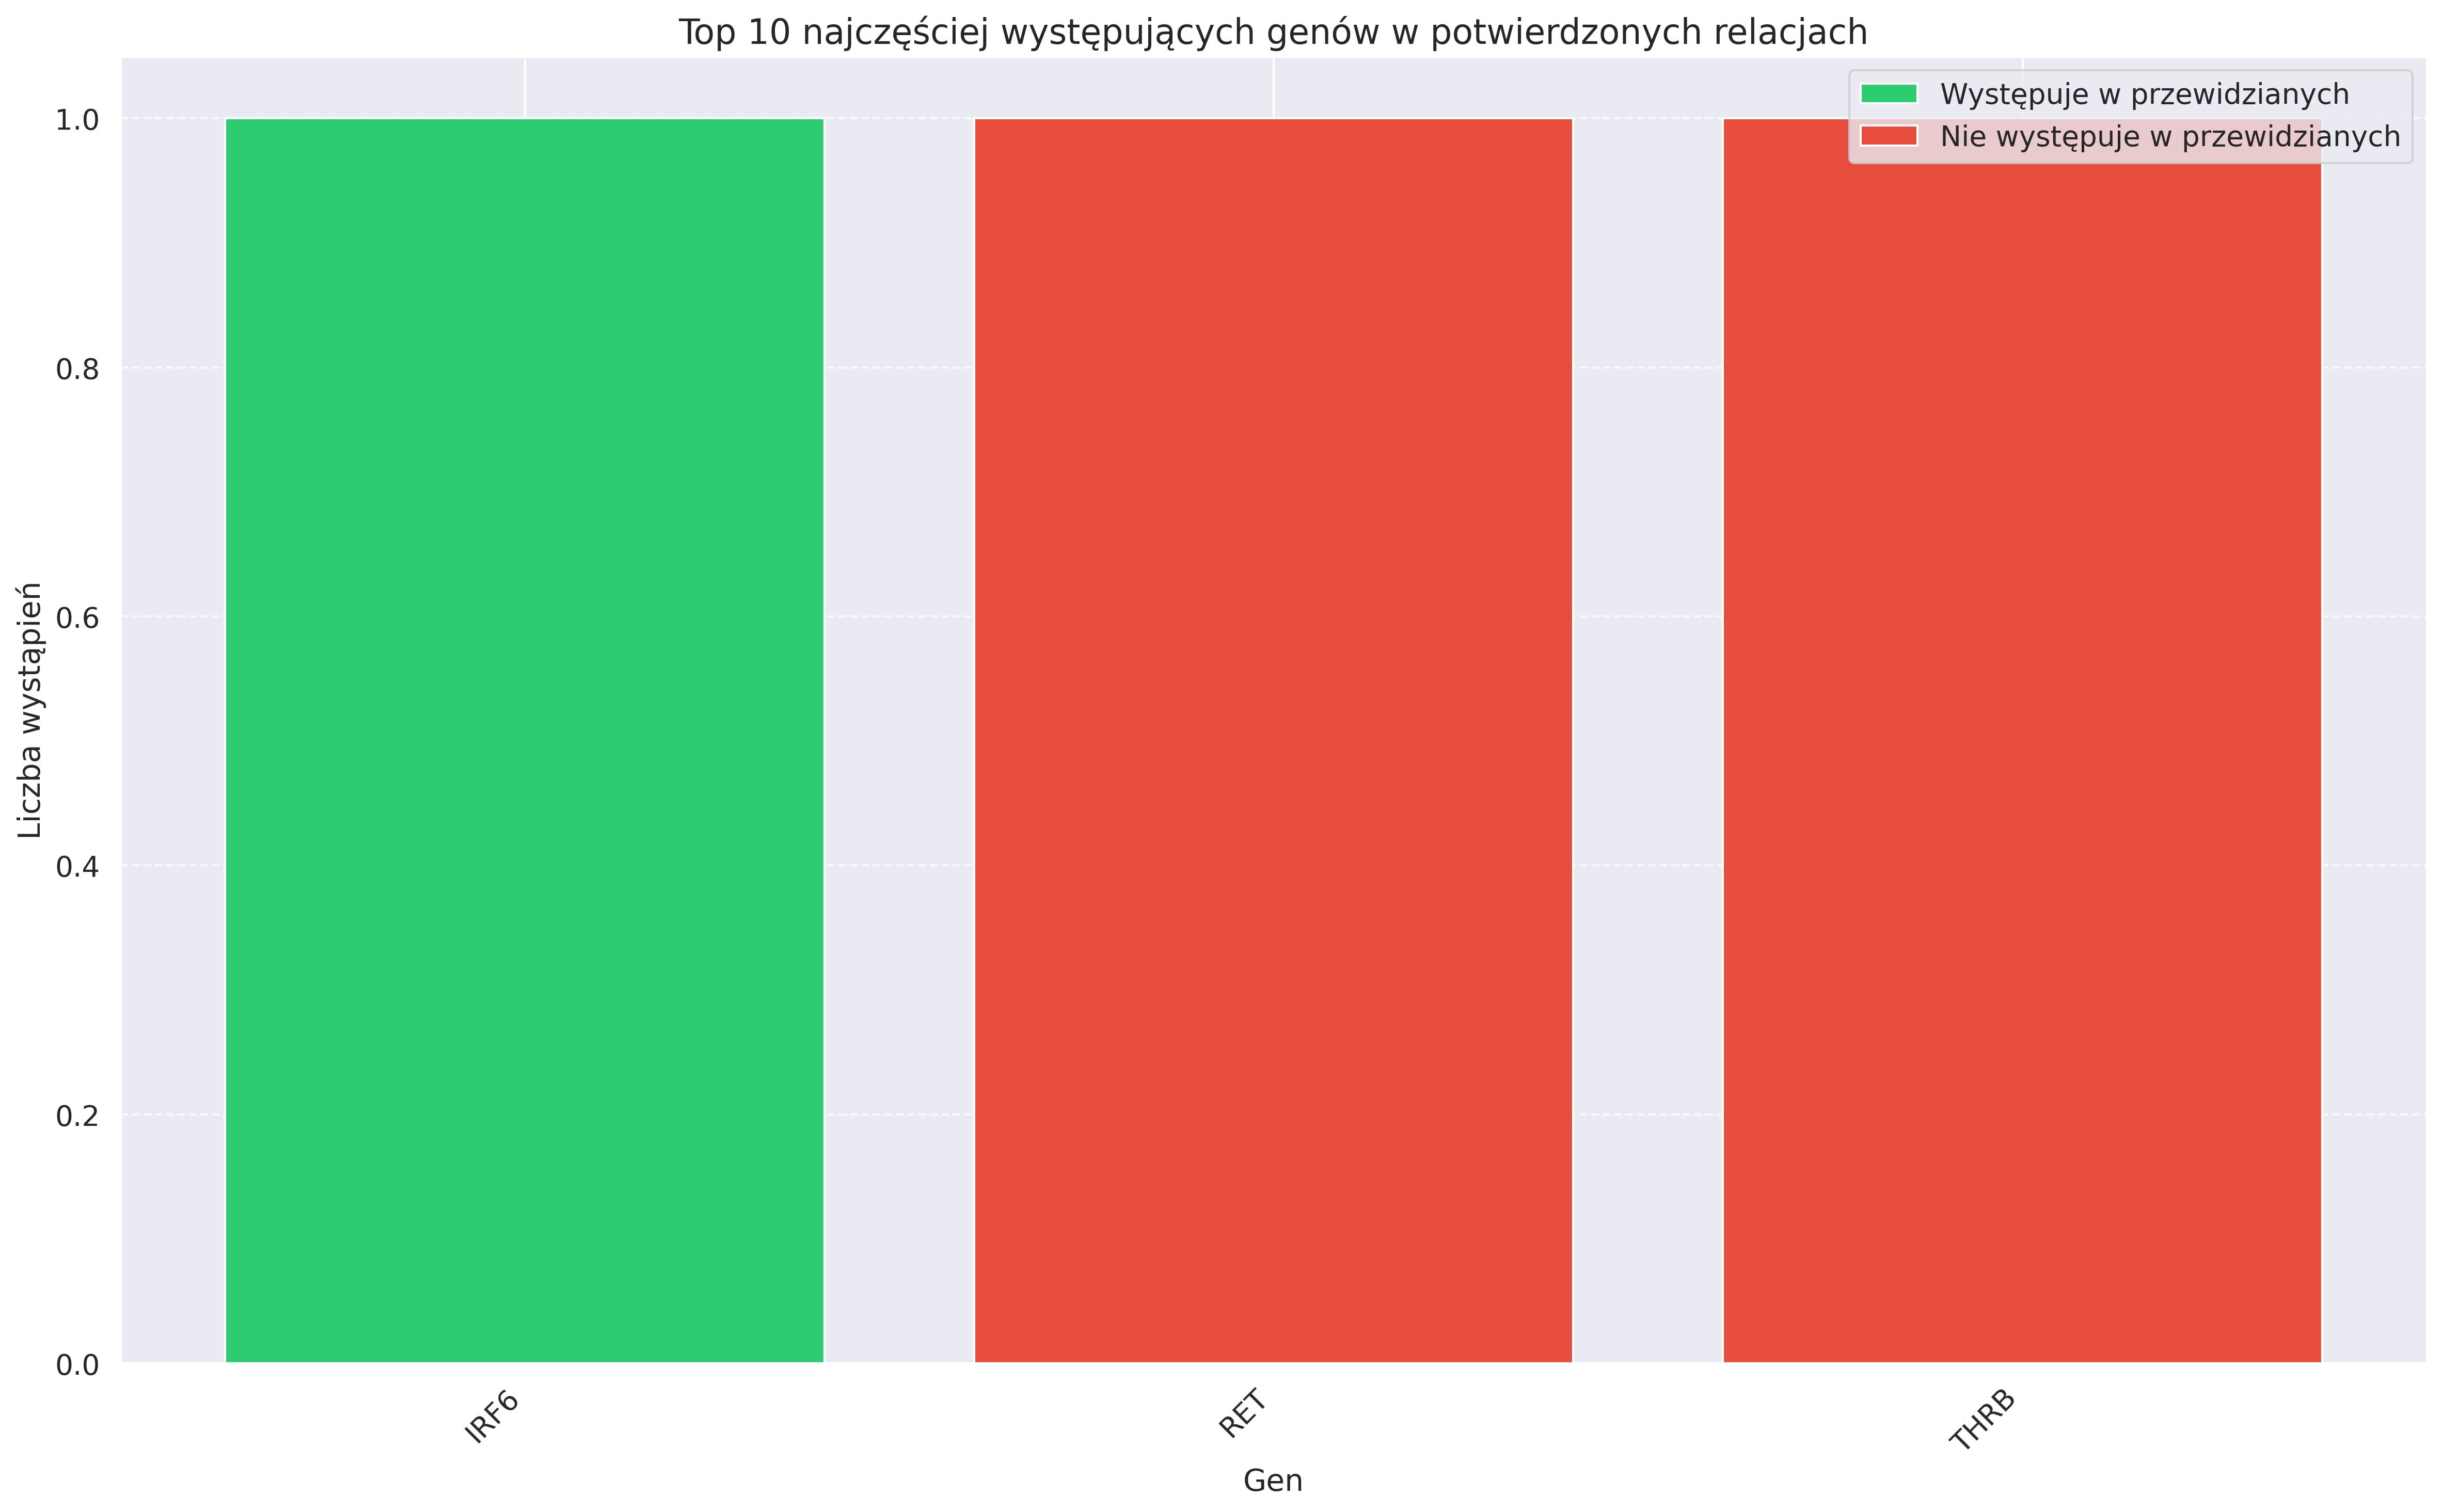 Top 10 najczęściej występujących genów w potwierdzonych relacjach
Występuje w przewidzianych
Nie występuje w przewidzianych
Liczba wystąpień
1.0
0.8
0.6
0.4
0.2
0.0
IRF6
RET
THRB
Gen